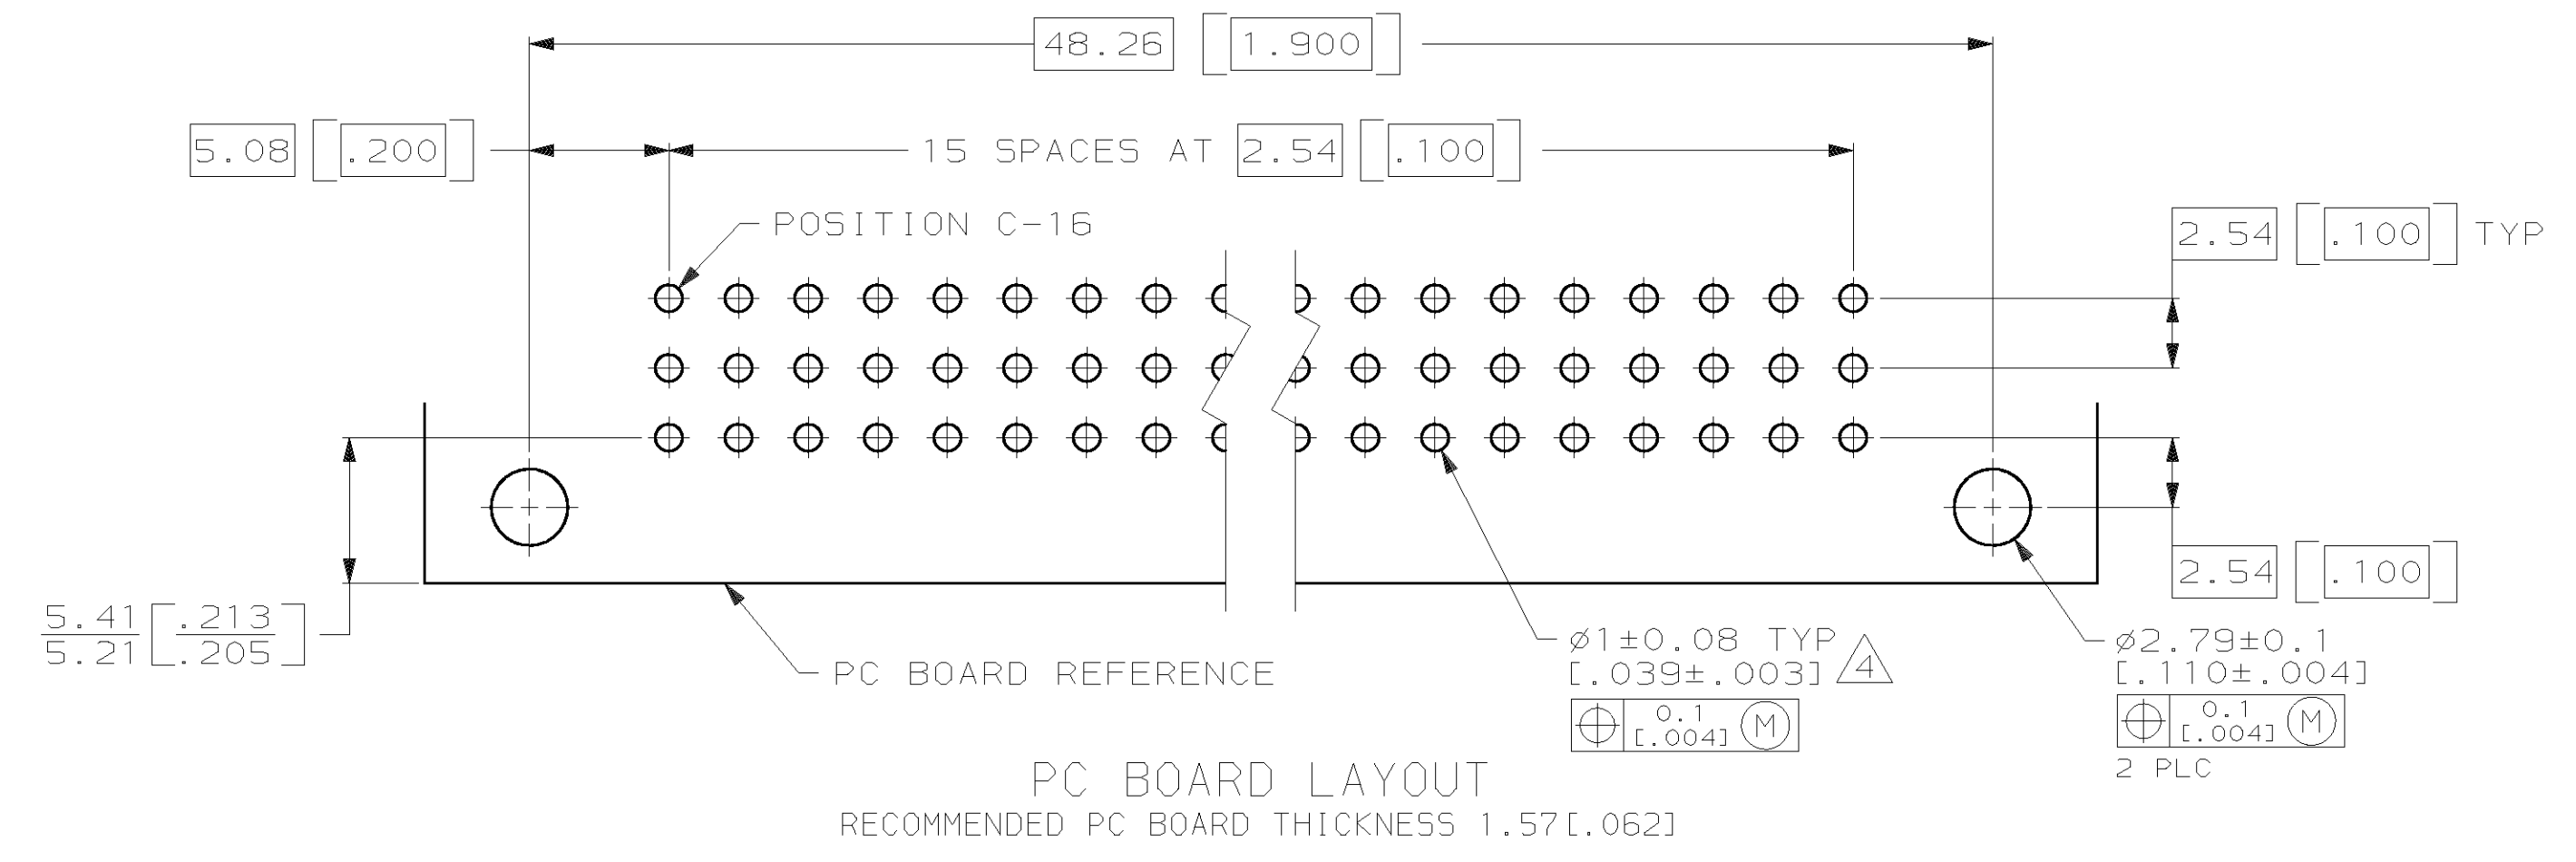 48.26 [1.900]
5.08 [.200]
15 SPACES AT 2.54 [.100]
POSITION C-16
2.54 [.100] TYP
2.54 [.100]
5.41 [.213]
5.21 [.205]
PC BOARD REFERENCE
ø1±0.08 TYP
[.039±.003] 4
0.1
[.004] M
ø2.79±0.1
[.110±.004]
0.1
[.004] M
2 PLC
PC BOARD LAYOUT
RECOMMENDED PC BOARD THICKNESS 1.57[.062]